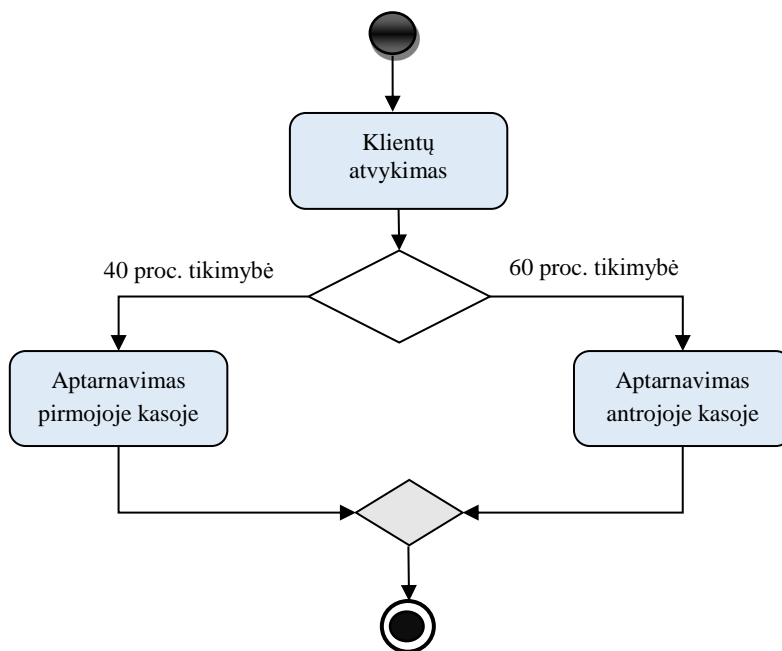 Klientų
atvykimas
40 proc. tikimybė
60 proc. tikimybė
Aptarnavimas
pirmojoje kasoje
Aptarnavimas
antrojoje kasoje